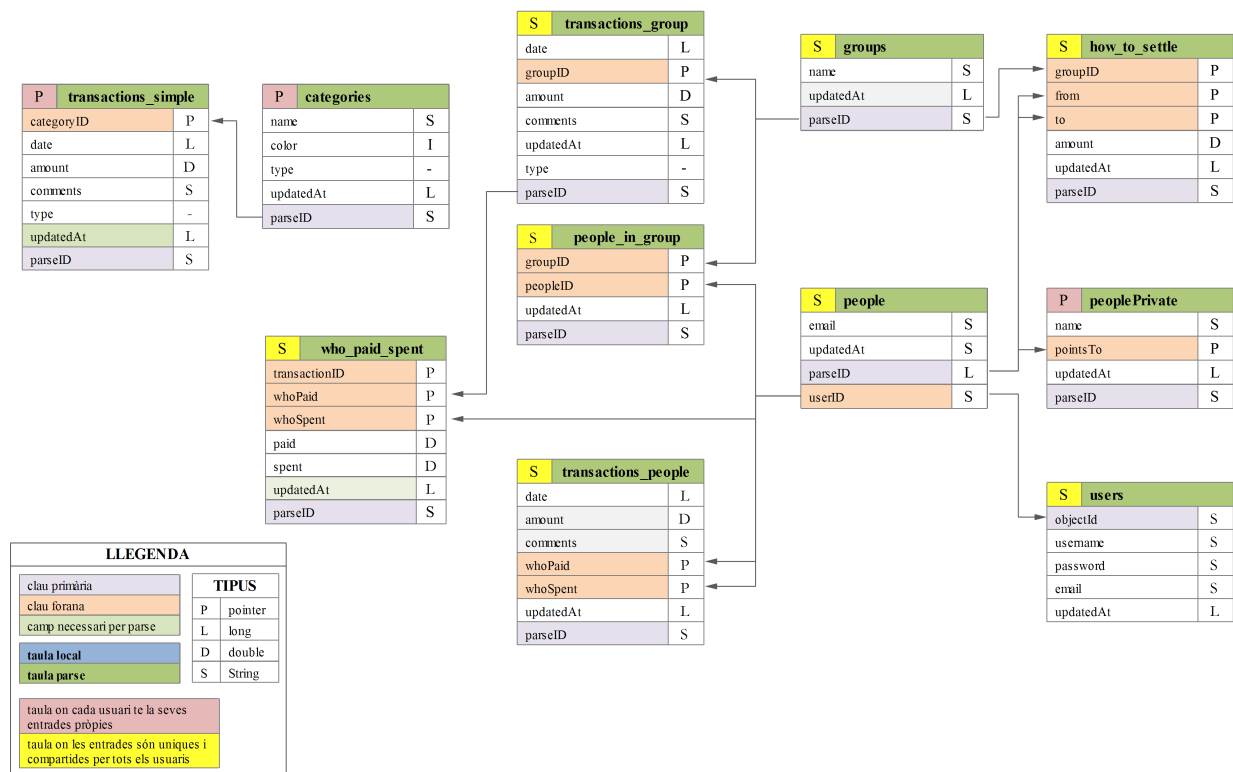 P transactions_simple
categoryID P
date L
amount D
comments S
type -
updatedAt L
parseID S
P categories
name S
color I
type -
updatedAt L
parseID S
S transactions_group
date L
groupID P
amount D
comments S
updatedAt L
type -
parseID S
S groups
name S
updatedAt L
parseID S
S how_to_settle
groupID P
from P
to P
amount D
updatedAt L
parseID S
S people_in_group
groupID P
peopleID P
updatedAt L
parseID S
S people
email S
updatedAt S
parseID L
userID S
P peoplePrivate
name S
pointsTo P
updatedAt L
parseID S
S who_paid_spent
transactionID P
whoPaid P
whoSpent P
paid D
spent D
updatedAt L
parseID S
S transactions_people
date L
amount D
comments S
whoPaid P
whoSpent P
updatedAt L
parseID S
S users
objectId S
username S
password S
email S
updatedAt L
LLEGENDA
clau primària
clau forana
camp necessari per parse
taula local
taula parse
TIPUS
P pointer
L long
D double
S String
taula on cada usuari te la seves
entrades pròpies
taula on les entrades són uniques i
compartides per tots els usuaris